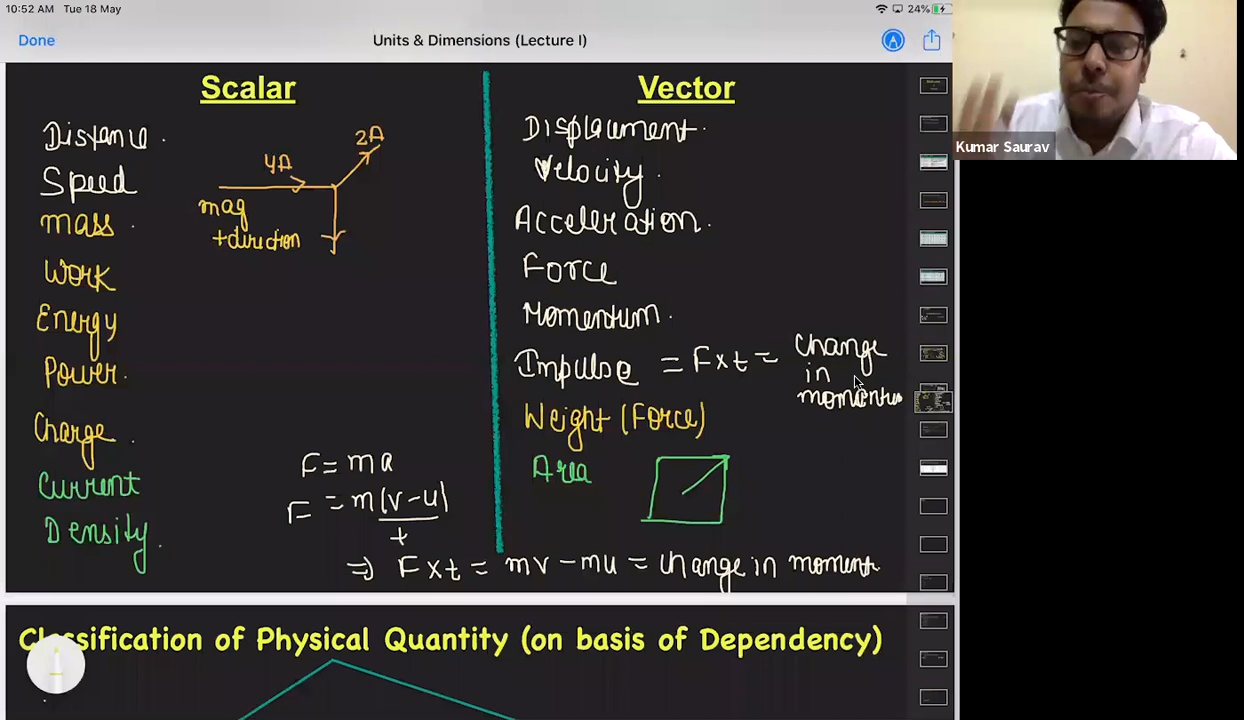 10:52 AM Tue 18 May
24%
Done
Units & Dimensions (Lecture I)
Kumar Saurav
Scalar
Distance.
Speed
mass.
Work
Energy
Power.
Charge.
Current
Density.
4A
2A
mag
+direction
F = ma
F = m(v-u)
t
⇒ F×t = mv - mu = change in moment
Vector
Displacement.
Velocity.
Acceleration.
Force
Momentum.
Impulse = F×t = change
in
momentum
Weight (Force)
Area
Classification of Physical Quantity (on basis of Dependency)